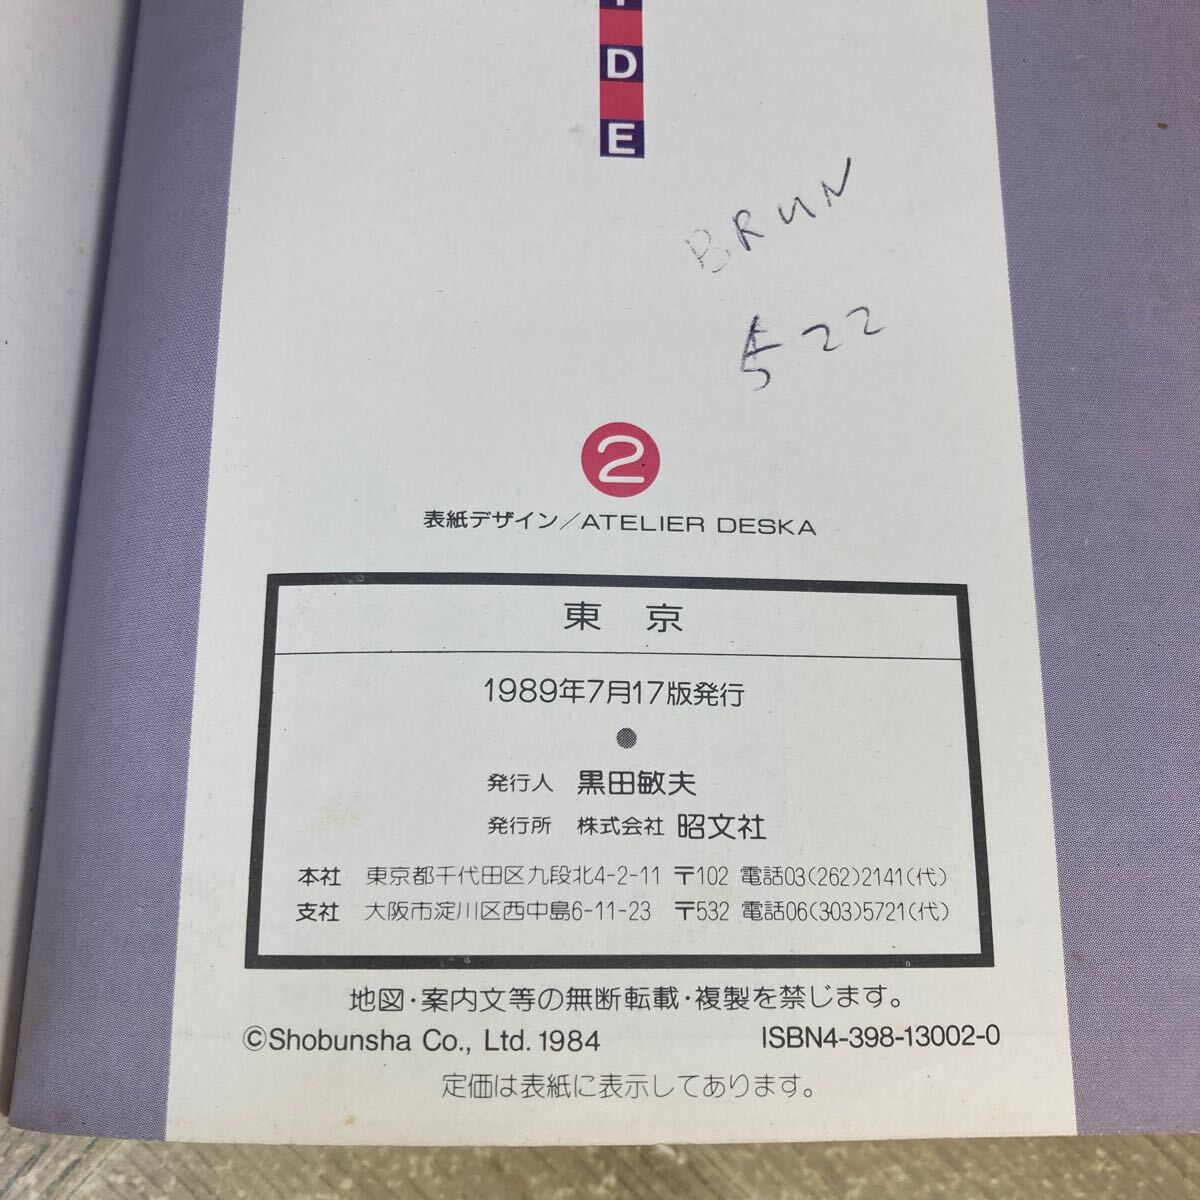 D
E
BRUN
522
2
表紙デザイン/ATELIER DESKA
東 京
1989年7月17版発行
発行人 黒田敏夫
発行所 株式会社 昭文社
本社 東京都千代田区九段北4-2-11 〒102 電話03(262)2141(代)
支社 大阪市淀川区西中島6-11-23 〒532 電話06(303)5721(代)
地図・案内文等の無断転載・複製を禁じます。
©Shobunsha Co., Ltd. 1984 ISBN4-398-13002-0
定価は表紙に表示してあります。